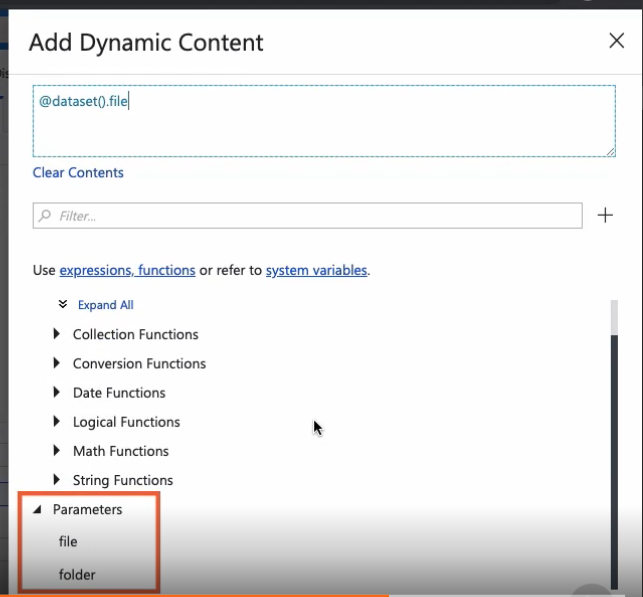 Add Dynamic Content
@dataset().file
Clear Contents
Filter...
Use expressions, functions or refer to system variables.
Expand All
Collection Functions
Conversion Functions
Date Functions
Logical Functions
Math Functions
String Functions
Parameters
file
folder